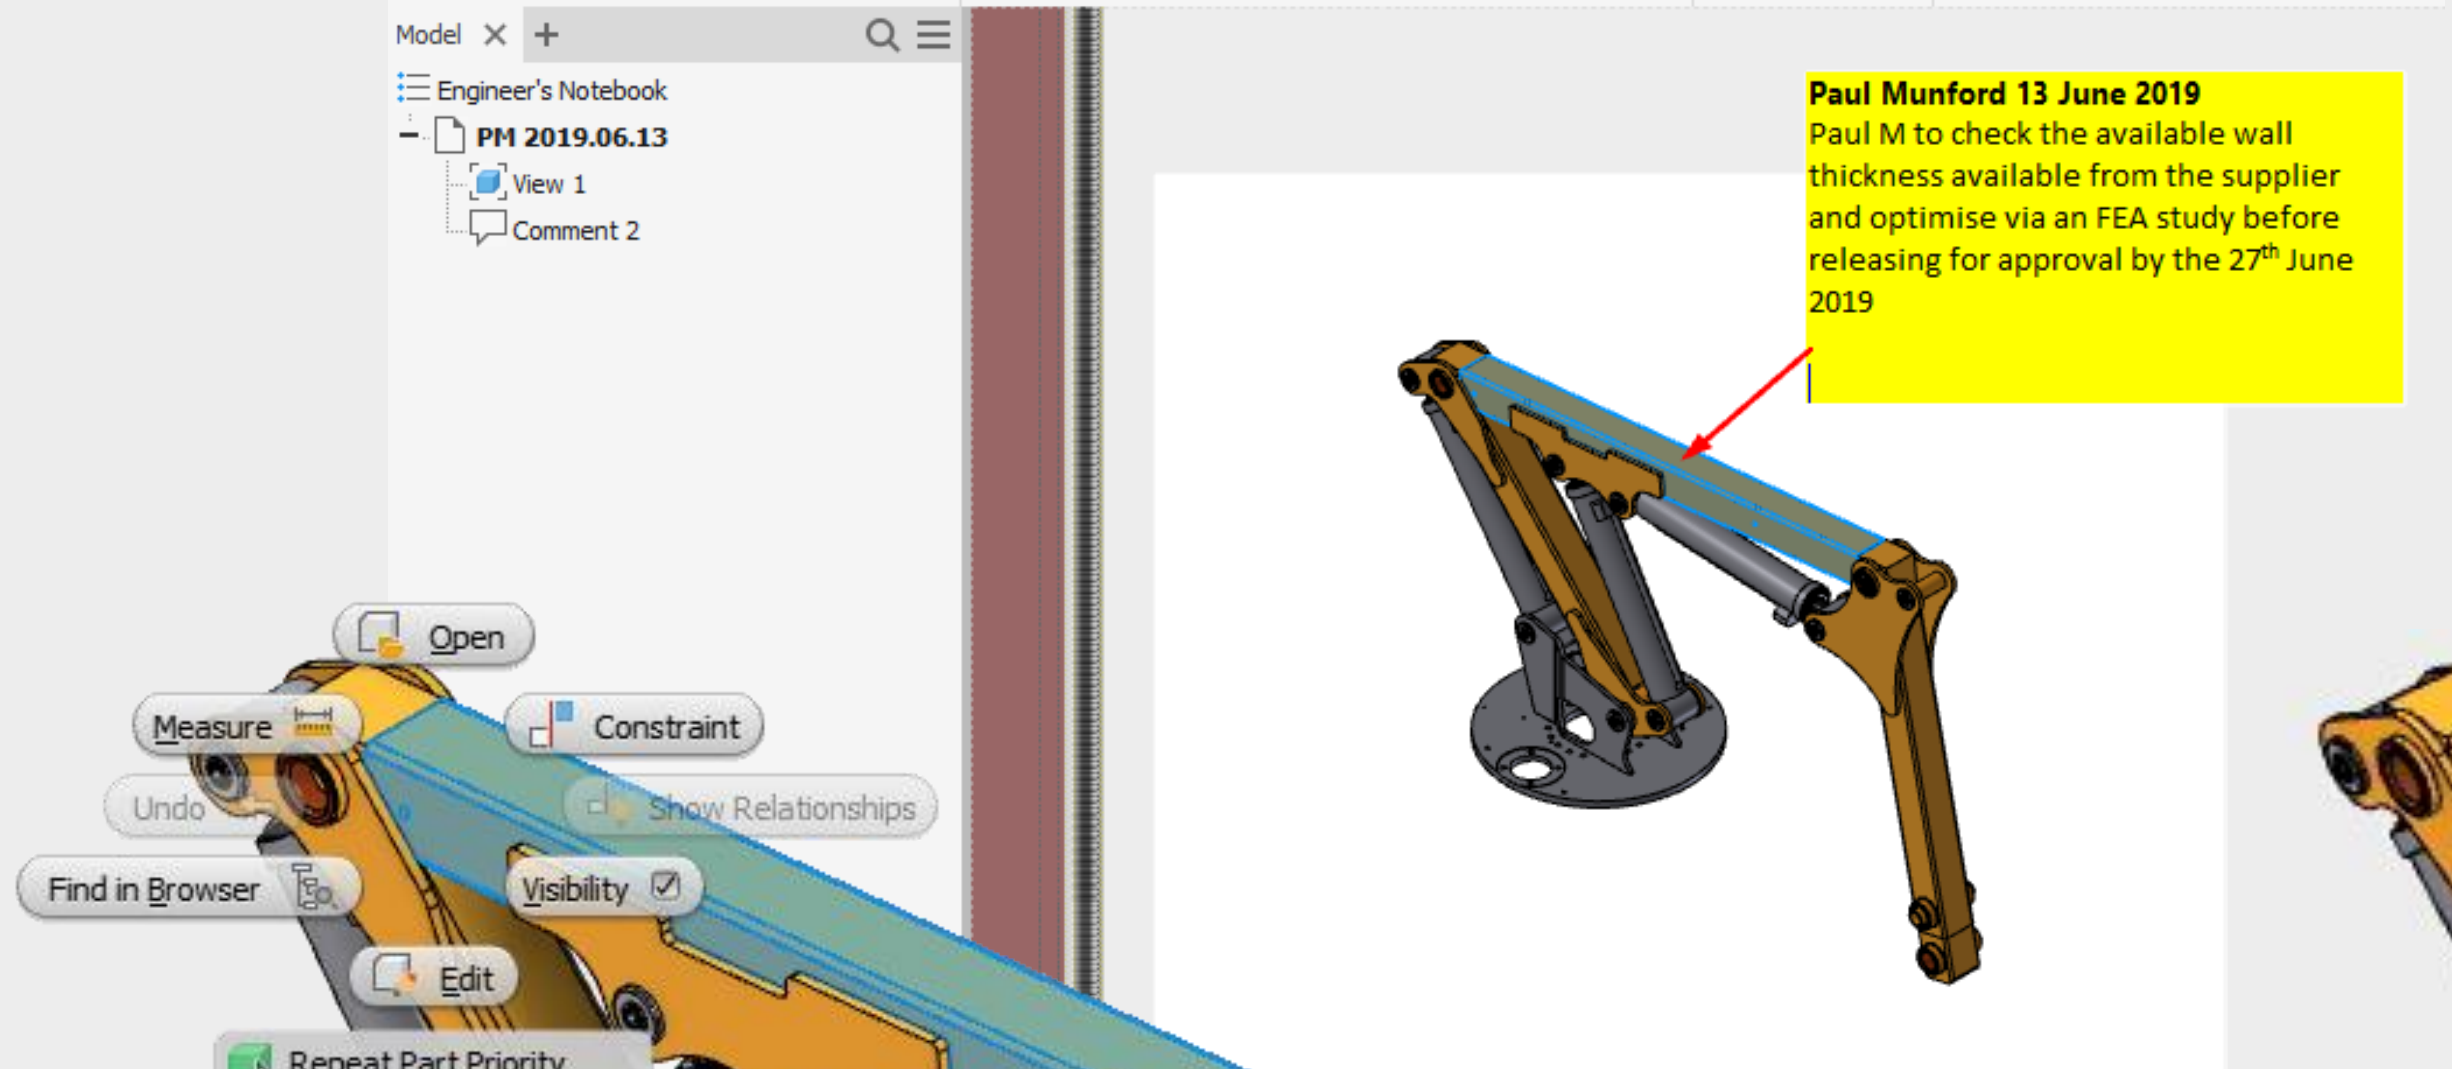 Model
Engineer's Notebook
PM 2019.06.13
View 1
Comment 2
Paul Munford 13 June 2019
Paul M to check the available wall
thickness available from the supplier
and optimise via an FEA study before
releasing for approval by the 27th June
2019
Open
Measure
Constraint
Undo
Show Relationships
Find in Browser
Visibility
Edit
Repeat Part Priority